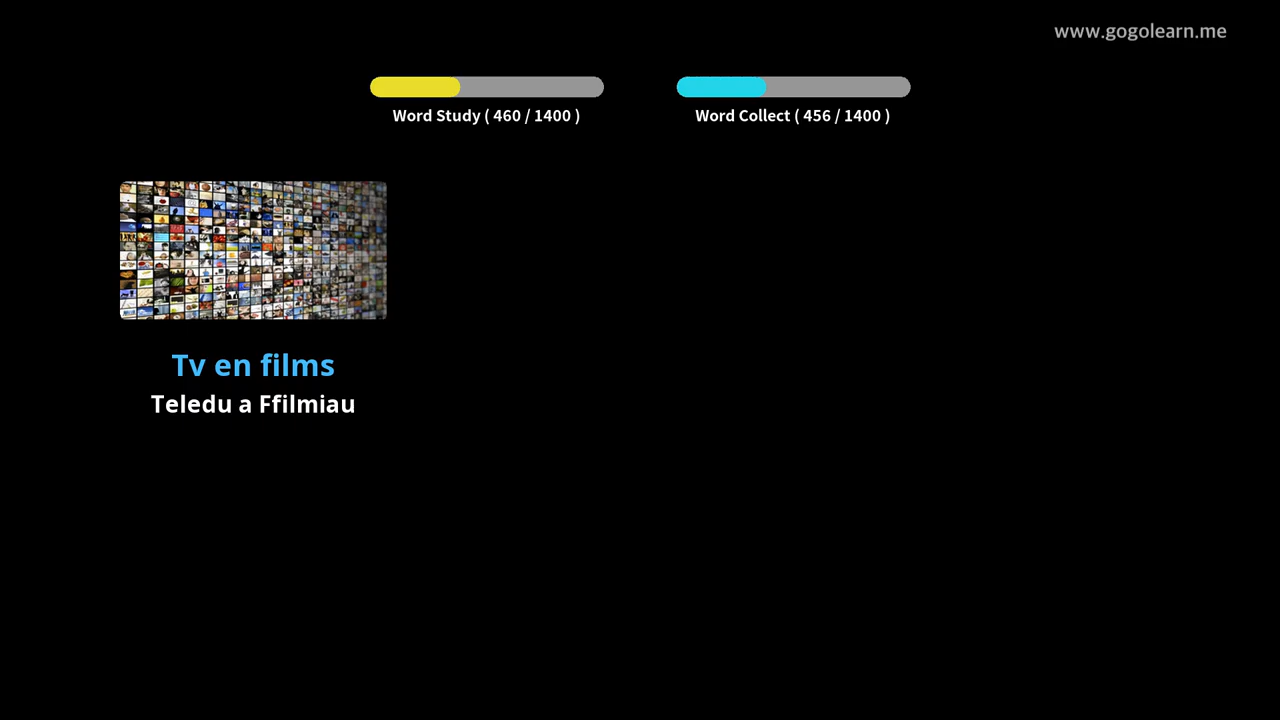 www.gogolearn.me
Word Study ( 460 / 1400 )
Word Collect ( 456 / 1400 )
Tv en films
Teledu a Ffilmiau